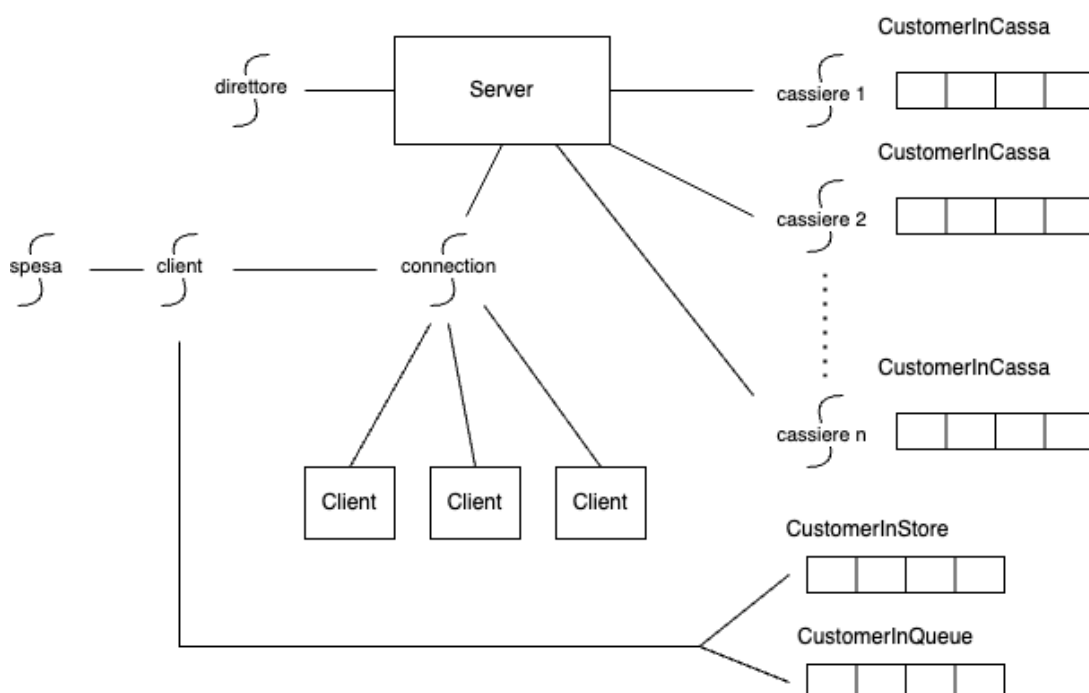 CustomerInCassa
direttore
Server
cassiere 1
CustomerInCassa
cassiere 2
spesa
client
connection
CustomerInCassa
cassiere n
Client
Client
Client
CustomerInStore
CustomerInQueue